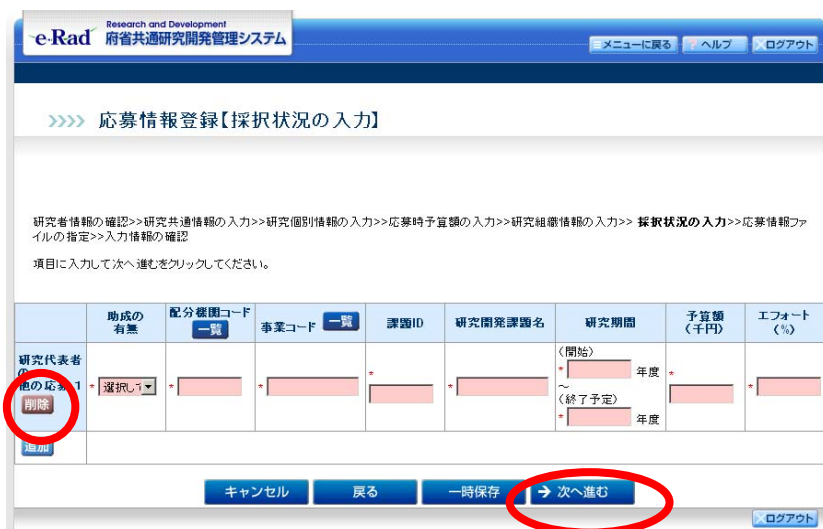 e-Rad
Research and Development
府省共通研究開発管理システム
メニューに戻る
? ヘルプ
ログアウト
>>>> 応募情報登録【採択状況の入力】
研究者情報の確認>>研究共通情報の入力>>研究個別情報の入力>>応募時予算額の入力>>研究組織情報の入力>> 採択状況の入力>>応募情報ファ
イルの指定>>入力情報の確認
項目に入力して次へ進むをクリックしてください。
助成の
有無
配分機関コード
一覧
事業コード 一覧
課題ID
研究開発課題名
研究期間
予算額
(千円)
エフォート
(%)
研究代表者
の
他の応募1
削除
* 選択して
*
*
*
*
(開始)
* 年度
～
(終了予定)
* 年度
*
*
追加
キャンセル
戻る
一時保存
→ 次へ進む
ログアウト